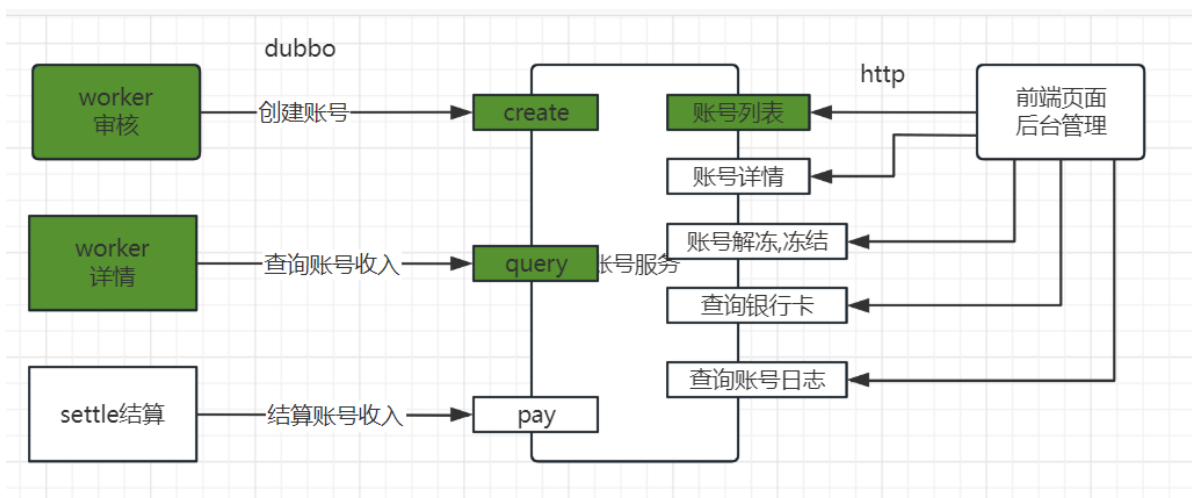 dubbo
http
worker
审核
创建账号
create
账号列表
前端页面
后台管理
账号详情
worker
详情
查询账号收入
query
账号服务
账号解冻,冻结
查询银行卡
settle结算
结算账号收入
pay
查询账号日志